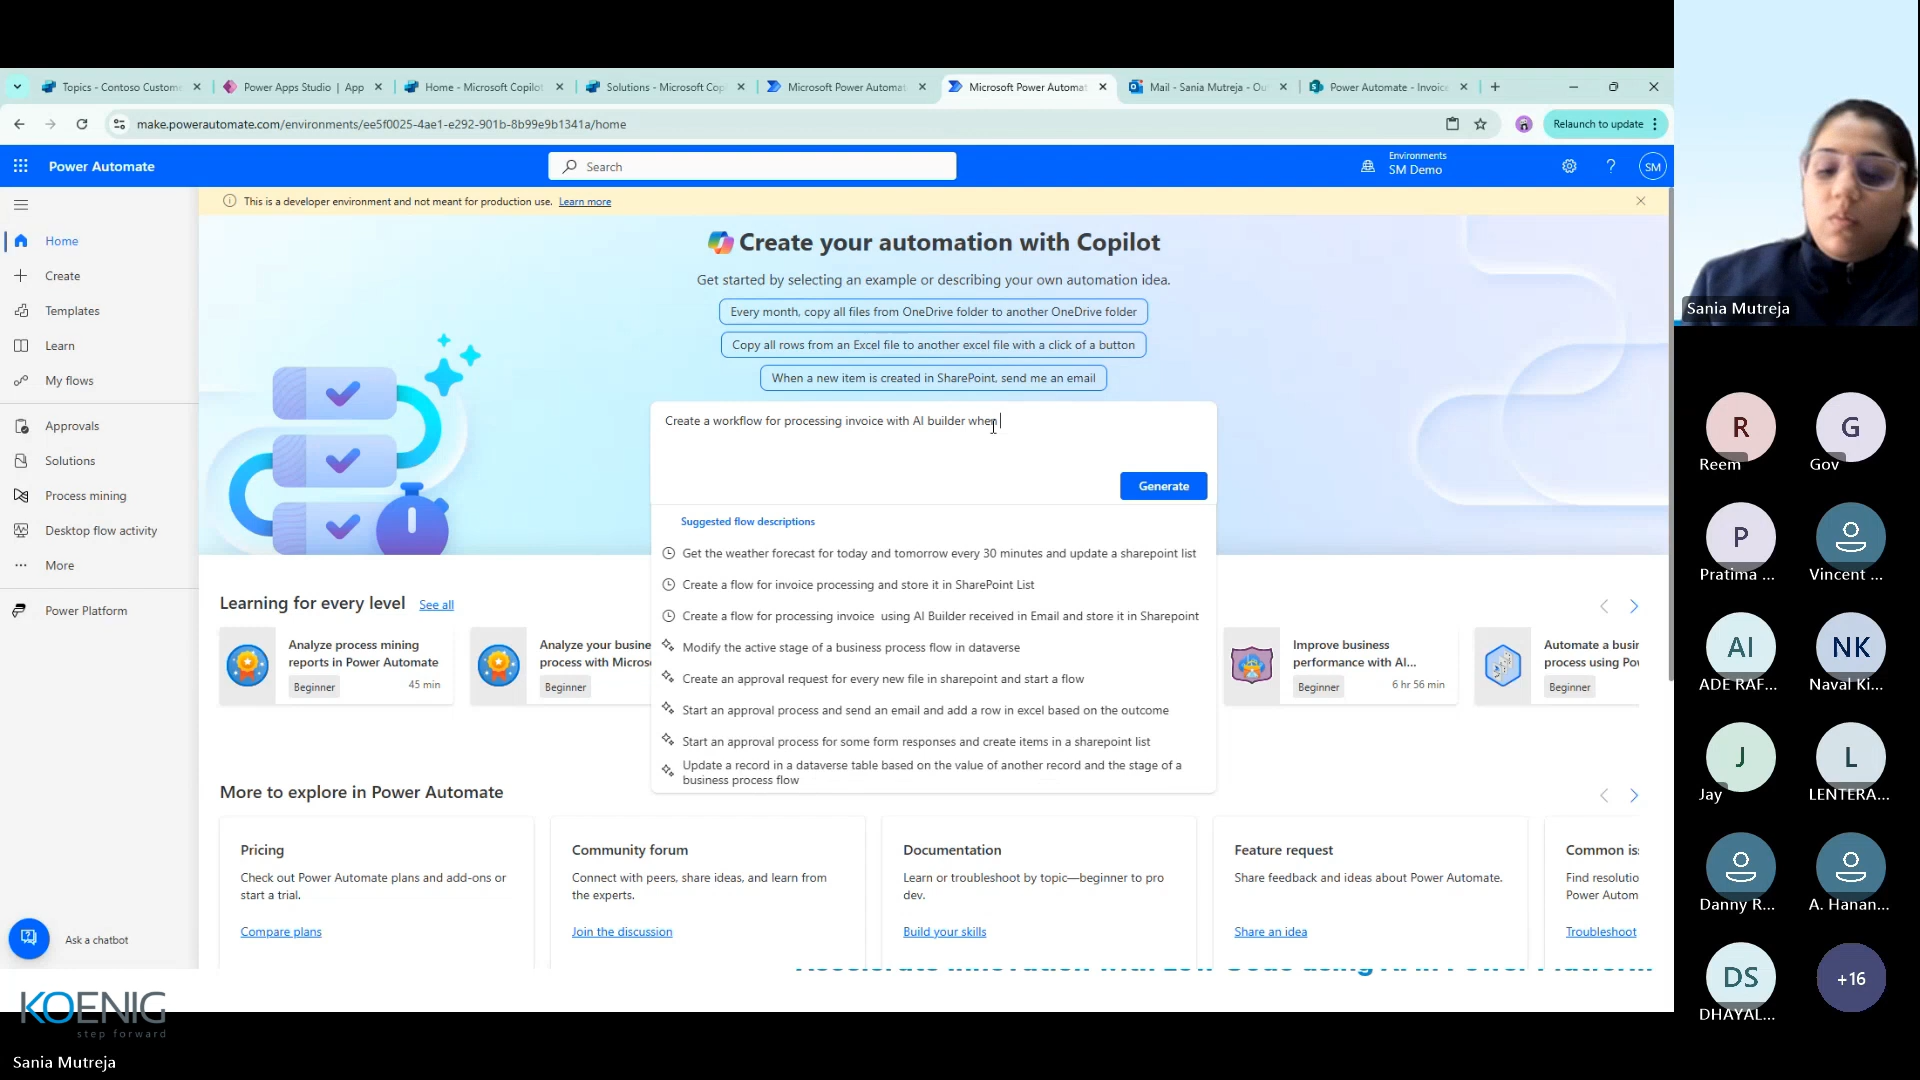 Topics - Contoso Custom
Power Apps Studio | App
Home - Microsoft Copilot
Solutions - Microsoft Cop
Microsoft Power Automat
Microsoft Power Automat
Mail - Sania Mutreja - Ou
Power Automate - Invoice
make.powerautomate.com/environments/ee5f0025-4ae1-e292-901b-8b99e9b1341a/home
Relaunch to update
Power Automate
Search
Environments
SM Demo
SM
This is a developer environment and not meant for production use. Learn more
Home
Create
Templates
Learn
My flows
Approvals
Solutions
Process mining
Desktop flow activity
More
Power Platform
Ask a chatbot
Create your automation with Copilot
Get started by selecting an example or describing your own automation idea.
Every month, copy all files from OneDrive folder to another OneDrive folder
Copy all rows from an Excel file to another excel file with a click of a button
When a new item is created in SharePoint, send me an email
Create a workflow for processing invoice with AI builder when
Generate
Suggested flow descriptions
Get the weather forecast for today and tomorrow every 30 minutes and update a sharepoint list
Create a flow for invoice processing and store it in SharePoint List
Create a flow for processing invoice using AI Builder received in Email and store it in Sharepoint
Modify the active stage of a business process flow in dataverse
Create an approval request for every new file in sharepoint and start a flow
Start an approval process and send an email and add a row in excel based on the outcome
Start an approval process for some form responses and create items in a sharepoint list
Update a record in a dataverse table based on the value of another record and the stage of a
business process flow
Learning for every level See all
Analyze process mining
reports in Power Automate
Beginner 45 min
Analyze your busine
process with Micros
Beginner
Improve business
performance with AI...
Beginner 6 hr 56 min
Automate a busin
process using Pow
Beginner
More to explore in Power Automate
Pricing
Check out Power Automate plans and add-ons or
start a trial.
Compare plans
Community forum
Connect with peers, share ideas, and learn from
the experts.
Join the discussion
Documentation
Learn or troubleshoot by topic—beginner to pro
dev.
Build your skills
Feature request
Share feedback and ideas about Power Automate.
Share an idea
Common is
Find resolutio
Power Autom
Troubleshoot
KOENIG
step forward
Sania Mutreja
Sania Mutreja
R
Reem
G
Gov
P
Pratima ...
Vincent ...
AI
ADE RAF...
NK
Naval Ki...
J
Jay
L
LENTERA...
Danny R...
A. Hanan...
DS
DHAYAL...
+16